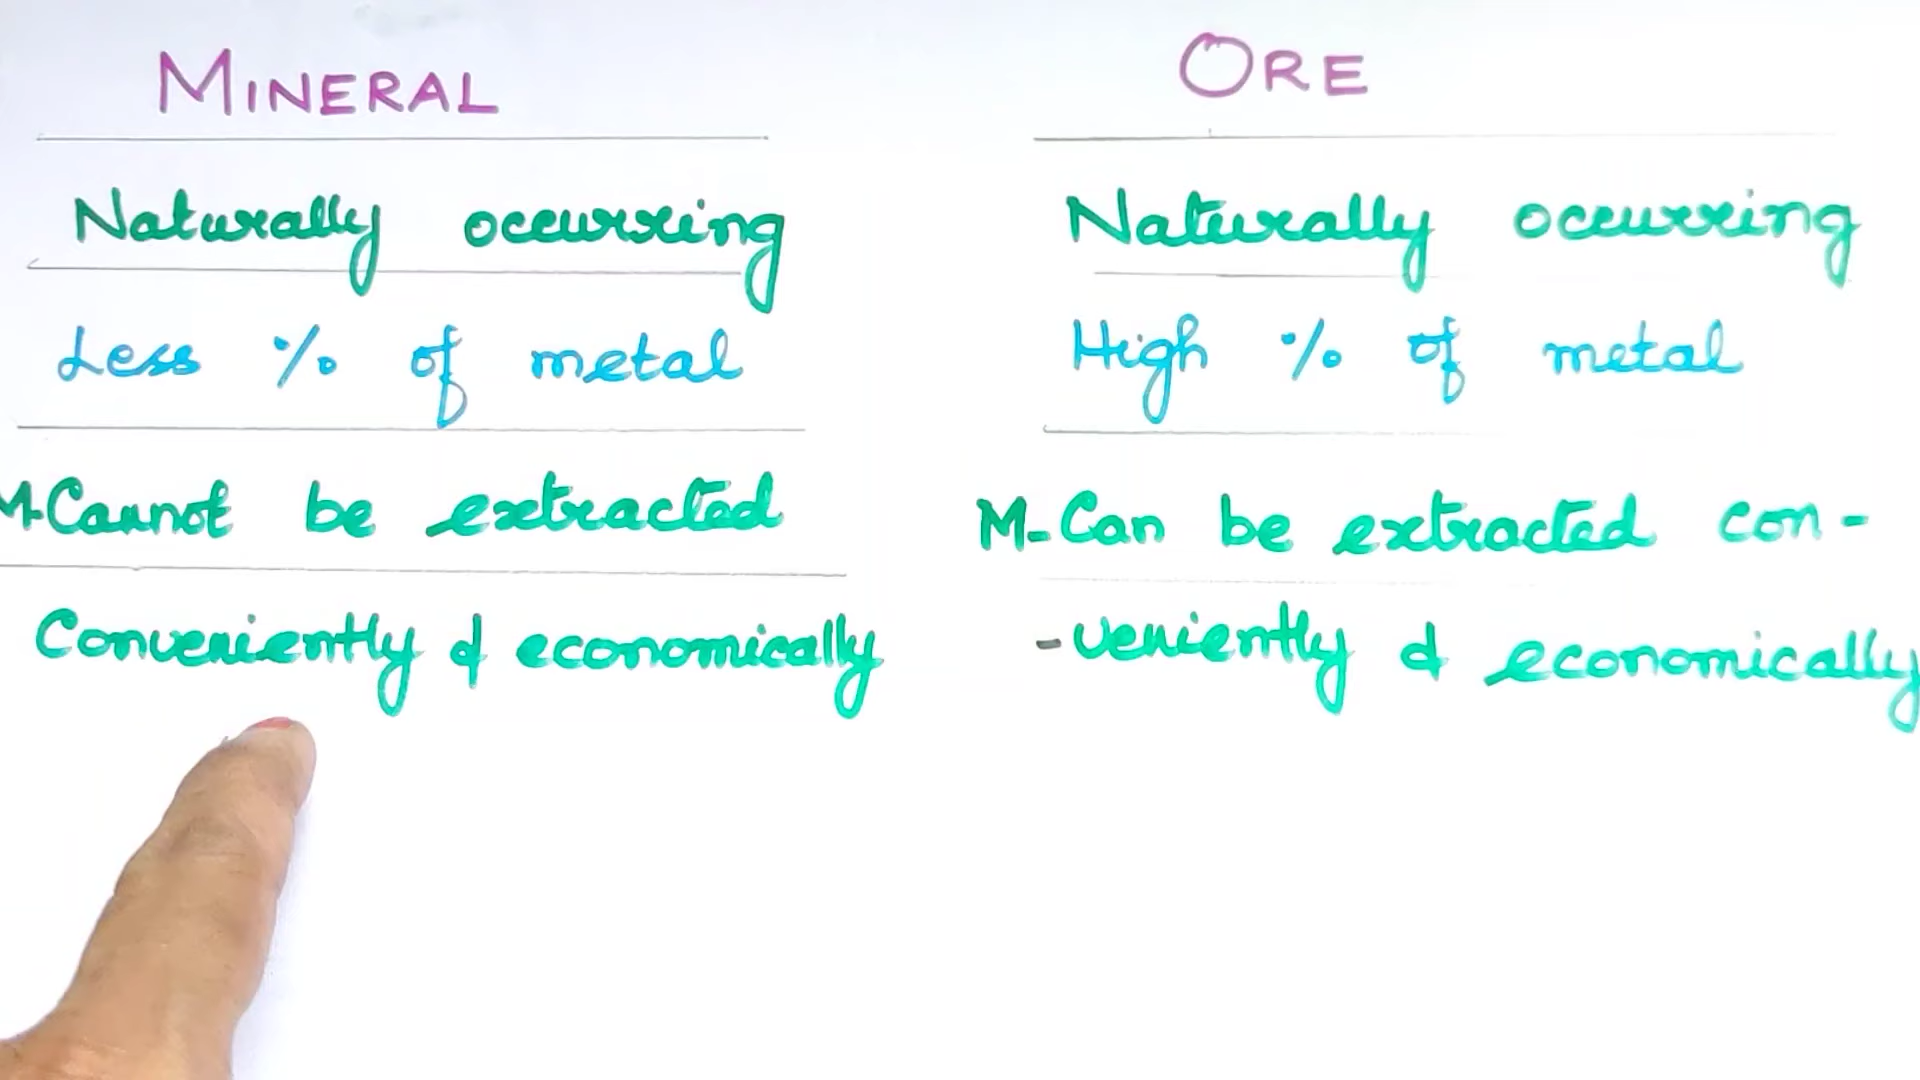 MINERAL
Naturally occurring
Less % of metal
M-Cannot be extracted
Conveniently & economically
ORE
Naturally occurring
High % of metal
M-Can be extracted con-
-veniently & economically